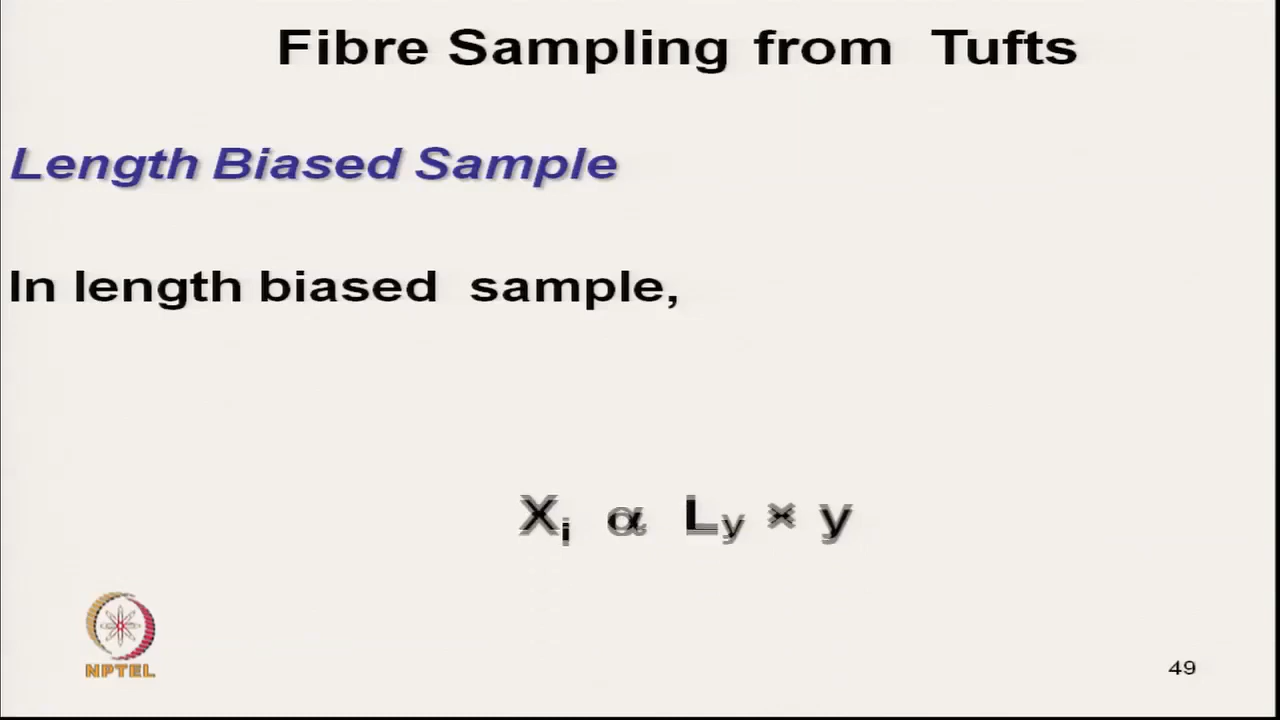 Fibre Sampling from Tufts
Length Biased Sample
In length biased sample,
Xᵢ α Ly × y
NPTEL
49